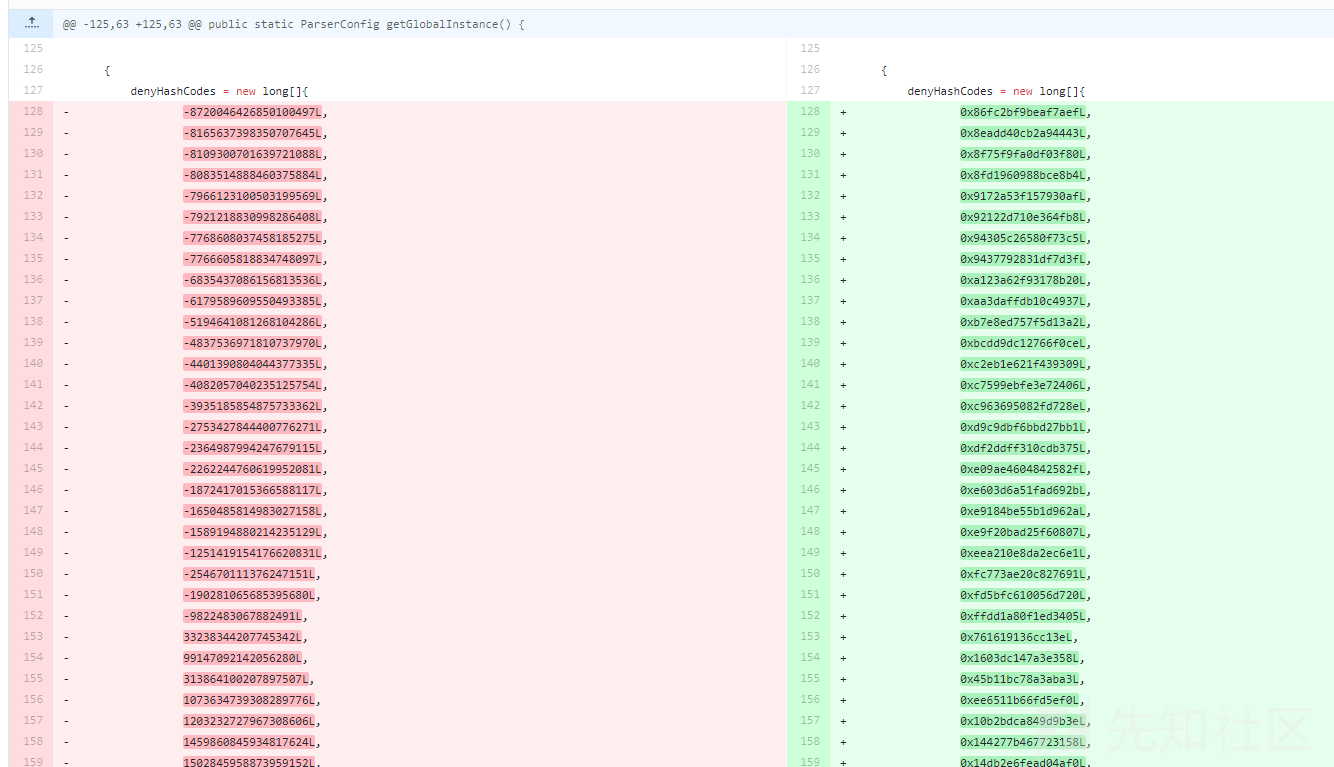 @@ -125,63 +125,63 @@ public static ParserConfig getGlobalInstance() {
125 125
126 { 126 {
127 denyHashCodes = new long[]{ 127 denyHashCodes = new long[]{
128 - -8720046426850100497L, 128 + 0x86fc2bf9beaf7aefL,
129 - -8165637398350707645L, 129 + 0x8eadd40cb2a94443L,
130 - -8109300701639721088L, 130 + 0x8f75f9fa0df03f80L,
131 - -8083514888460375884L, 131 + 0x8fd1960988bce8b4L,
132 - -7966123100503199569L, 132 + 0x9172a53f157930afL,
133 - -7921218830998286408L, 133 + 0x92122d710e364fb8L,
134 - -7768608037458185275L, 134 + 0x94305c26580f73c5L,
135 - -7766605818834748097L, 135 + 0x9437792831df7d3fL,
136 - -6835437086156813536L, 136 + 0xa123a62f93178b20L,
137 - -6179589609550493385L, 137 + 0xaa3daffdb10c4937L,
138 - -5194641081268104286L, 138 + 0xb7e8ed757f5d13a2L,
139 - -4837536971810737970L, 139 + 0xbcdd9dc12766f0ceL,
140 - -4401390804044377335L, 140 + 0xc2eb1e621f439309L,
141 - -4082057040235125754L, 141 + 0xc7599ebfe3e72406L,
142 - -3935185854875733362L, 142 + 0xc963695082fd728eL,
143 - -2753427844400776271L, 143 + 0xd9c9dbf6bbd27bb1L,
144 - -2364987994247679115L, 144 + 0xdf2ddff310cdb375L,
145 - -2262244760619952081L, 145 + 0xe09ae4604842582fL,
146 - -1872417015366588117L, 146 + 0xe603d6a51fad692bL,
147 - -1650485814983027158L, 147 + 0xe9184be55b1d962aL,
148 - -1589194880214235129L, 148 + 0xe9f20bad25f60807L,
149 - -1251419154176620831L, 149 + 0xeea210e8da2ec6e1L,
150 - -254670111376247151L, 150 + 0xfc773ae20c827691L,
151 - -190281065685395680L, 151 + 0xfd5bfc610056d720L,
152 - -9822483067882491L, 152 + 0xffdd1a80f1ed3405L,
153 - 33238344207745342L, 153 + 0x761619136cc13eL,
154 - 99147092142056280L, 154 + 0x1603dc147a3e358L,
155 - 313864100207897507L, 155 + 0x45b11bc78a3aba3L,
156 - 1073634739308289776L, 156 + 0xee6511b66fd5ef0L,
157 - 1203232727967308606L, 157 + 0x10b2bdca849d9b3eL,
158 - 1459860845934817624L, 158 + 0x144277b467723158L,
159 - 1502845958873959152L, 159 + 0x14db2e6fead04af0L,
先知社区